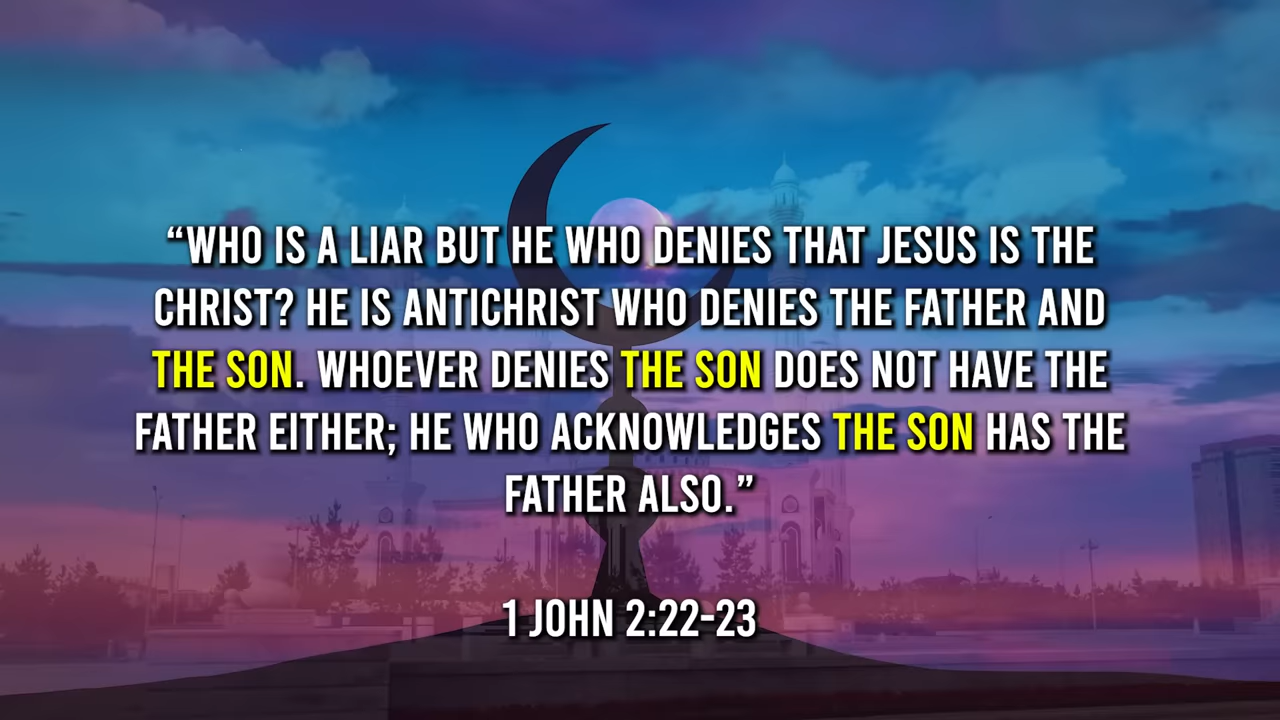 “WHO IS A LIAR BUT HE WHO DENIES THAT JESUS IS THE
CHRIST? HE IS ANTICHRIST WHO DENIES THE FATHER AND
THE SON. WHOEVER DENIES THE SON DOES NOT HAVE THE
FATHER EITHER; HE WHO ACKNOWLEDGES THE SON HAS THE
FATHER ALSO.”
1 JOHN 2:22-23